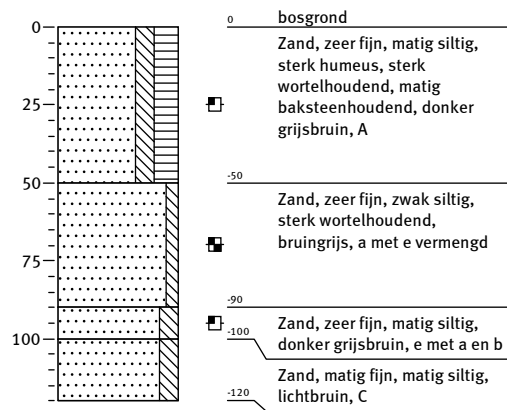 0
25
50
75
100
0 bosgrond
Zand, zeer fijn, matig siltig,
sterk humeus, sterk
wortelhoudend, matig
baksteenhoudend, donker
grijsbruin, A
-50
Zand, zeer fijn, zwak siltig,
sterk wortelhoudend,
bruingrijs, a met e vermengd
-90
Zand, zeer fijn, matig siltig,
donker grijsbruin, e met a en b
-100
Zand, matig fijn, matig siltig,
lichtbruin, C
-120